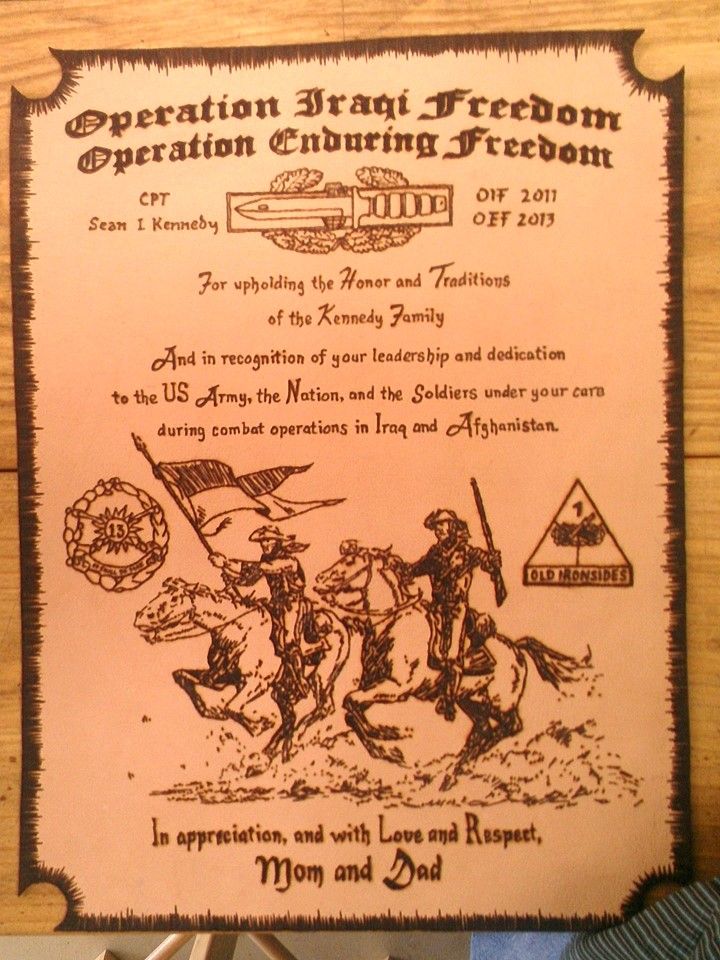 Operation Iraqi Freedom
Operation Enduring Freedom
CPT
Sean I Kennedy
OIF 2011
OEF 2013
For upholding the Honor and Traditions
of the Kennedy Family
And in recognition of your leadership and dedication
to the US Army, the Nation, and the Soldiers under your care
during combat operations in Iraq and Afghanistan.
13
1
OLD IRONSIDES
In appreciation, and with Love and Respect,
Mom and Dad